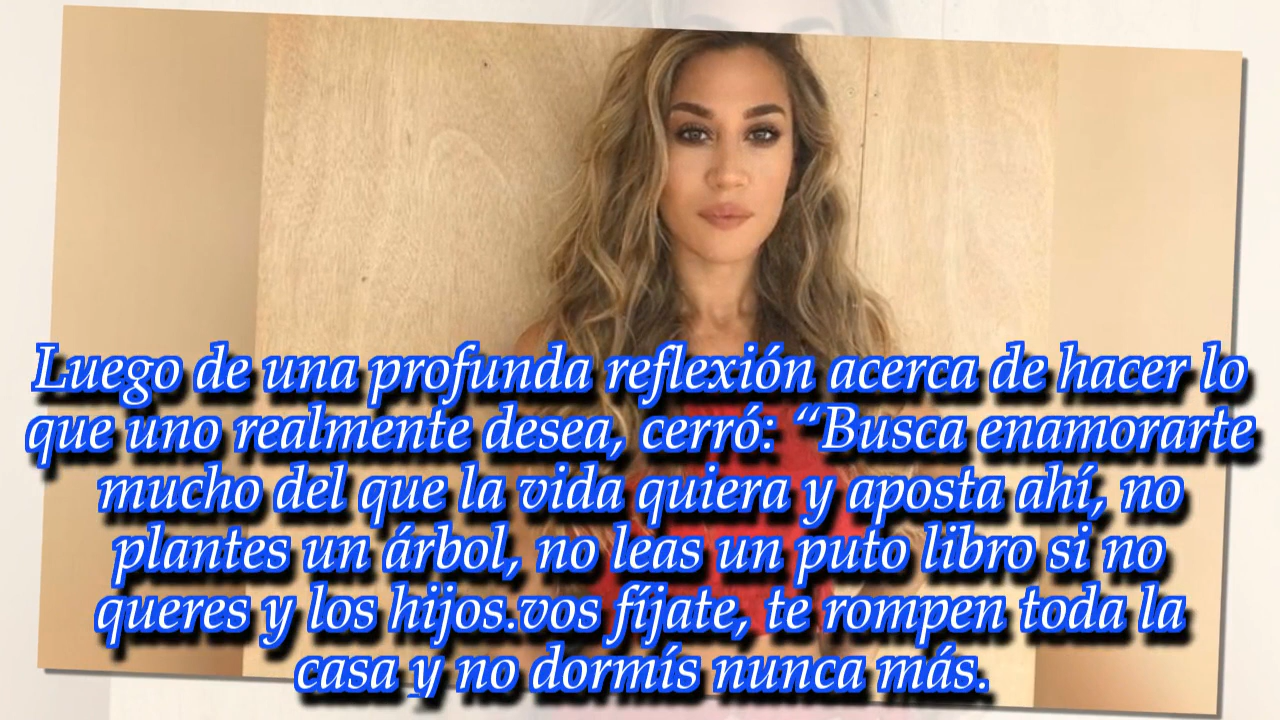 Luego de una profunda reflexión acerca de hacer lo
que uno realmente desea, cerró: “Busca enamorarte
mucho del que la vida quiera y aposta ahí, no
plantes un árbol, no leas un puto libro si no
queres y los hijos.vos fíjate, te rompen toda la
casa y no dormís nunca más.